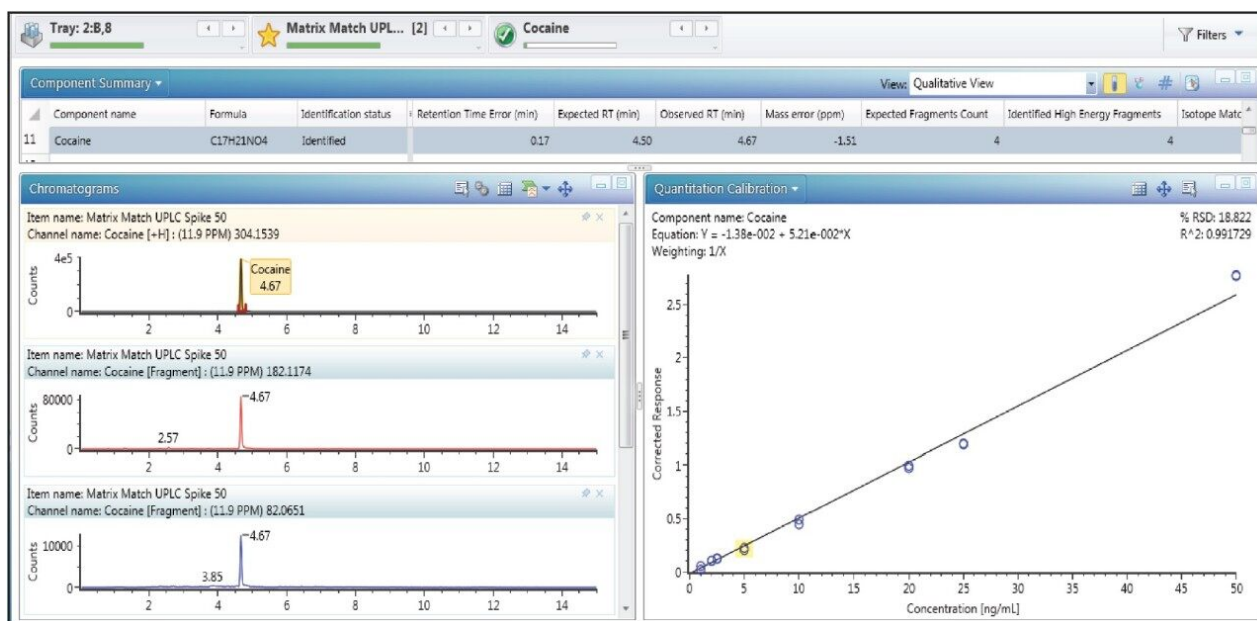 Tray: 2:B,8
Matrix Match UPL... [2]
Cocaine
Filters
Component Summary
View: Qualitative View
Component name Formula Identification status Retention Time Error (min) Expected RT (min) Observed RT (min) Mass error (ppm) Expected Fragments Count Identified High Energy Fragments Isotope Matc
11 Cocaine C17H21NO4 Identified 0.17 4.50 4.67 -1.51 4 4
Chromatograms
Item name: Matrix Match UPLC Spike 50
Channel name: Cocaine [+H] : (11.9 PPM) 304.1539
Counts
4e5
0
Cocaine
4.67
2 4 6 8 10 12 14
Item name: Matrix Match UPLC Spike 50
Channel name: Cocaine [Fragment] : (11.9 PPM) 182.1174
Counts
80000
0
2.57
4.67
2 4 6 8 10 12 14
Item name: Matrix Match UPLC Spike 50
Channel name: Cocaine [Fragment] : (11.9 PPM) 82.0651
Counts
10000
0
3.85
4.67
2 4 6 8 10 12 14
Quantitation Calibration
Component name: Cocaine
Equation: Y = -1.38e-002 + 5.21e-002*X
Weighting: 1/X
% RSD: 18.822
R^2: 0.991729
Corrected Response
2.5
2
1.5
1
0.5
0
0 5 10 15 20 25 30 35 40 45 50
Concentration [ng/mL]